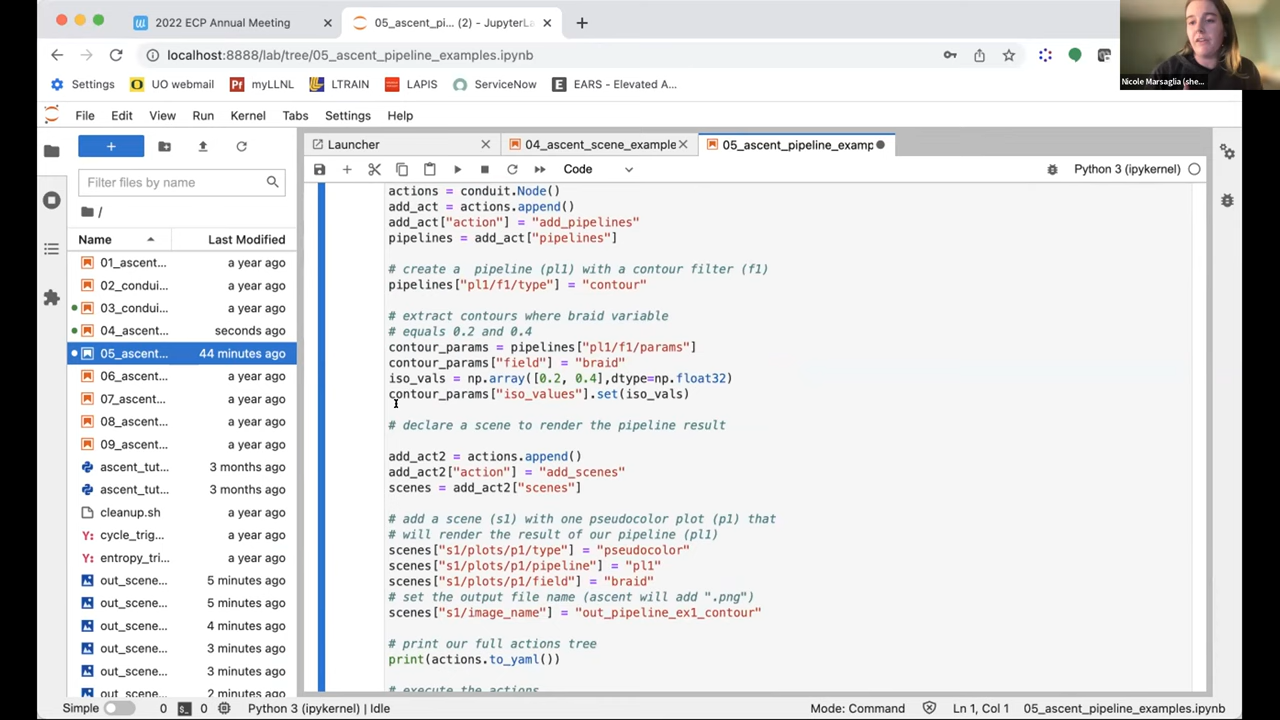 2022 ECP Annual Meeting
05_ascent_pi... (2) - JupyterLa
localhost:8888/lab/tree/05_ascent_pipeline_examples.ipynb
Nicole Marsaglia (she...
Settings
UO webmail
myLLNL
LTRAIN
LAPIS
ServiceNow
EARS - Elevated A...
File Edit View Run Kernel Tabs Settings Help
Launcher
04_ascent_scene_example
05_ascent_pipeline_examp
Code
Python 3 (ipykernel)
Filter files by name
/
Name Last Modified
01_ascent... a year ago
02_condui... a year ago
03_condui... a year ago
04_ascent... seconds ago
05_ascent... 44 minutes ago
06_ascent... a year ago
07_ascent... a year ago
08_ascent... a year ago
09_ascent... a year ago
ascent_tut... 3 months ago
ascent_tut... 3 months ago
cleanup.sh a year ago
cycle_trig... a year ago
entropy_tri... a year ago
out_scene... 5 minutes ago
out_scene... 5 minutes ago
out_scene... 4 minutes ago
out_scene... 3 minutes ago
out_scene... 3 minutes ago
out_scene... 2 minutes ago
actions = conduit.Node()
add_act = actions.append()
add_act["action"] = "add_pipelines"
pipelines = add_act["pipelines"]
# create a  pipeline (pl1) with a contour filter (f1)
pipelines["pl1/f1/type"] = "contour"
# extract contours where braid variable
# equals 0.2 and 0.4
contour_params = pipelines["pl1/f1/params"]
contour_params["field"] = "braid"
iso_vals = np.array([0.2, 0.4],dtype=np.float32)
contour_params["iso_values"].set(iso_vals)
# declare a scene to render the pipeline result
add_act2 = actions.append()
add_act2["action"] = "add_scenes"
scenes = add_act2["scenes"]
# add a scene (s1) with one pseudocolor plot (p1) that
# will render the result of our pipeline (pl1)
scenes["s1/plots/p1/type"] = "pseudocolor"
scenes["s1/plots/p1/pipeline"] = "pl1"
scenes["s1/plots/p1/field"] = "braid"
# set the output file name (ascent will add ".png")
scenes["s1/image_name"] = "out_pipeline_ex1_contour"
# print our full actions tree
print(actions.to_yaml())
# execute the actions
Simple 0 0 Python 3 (ipykernel) | Idle
Mode: Command
Ln 1, Col 1
05_ascent_pipeline_examples.ipynb